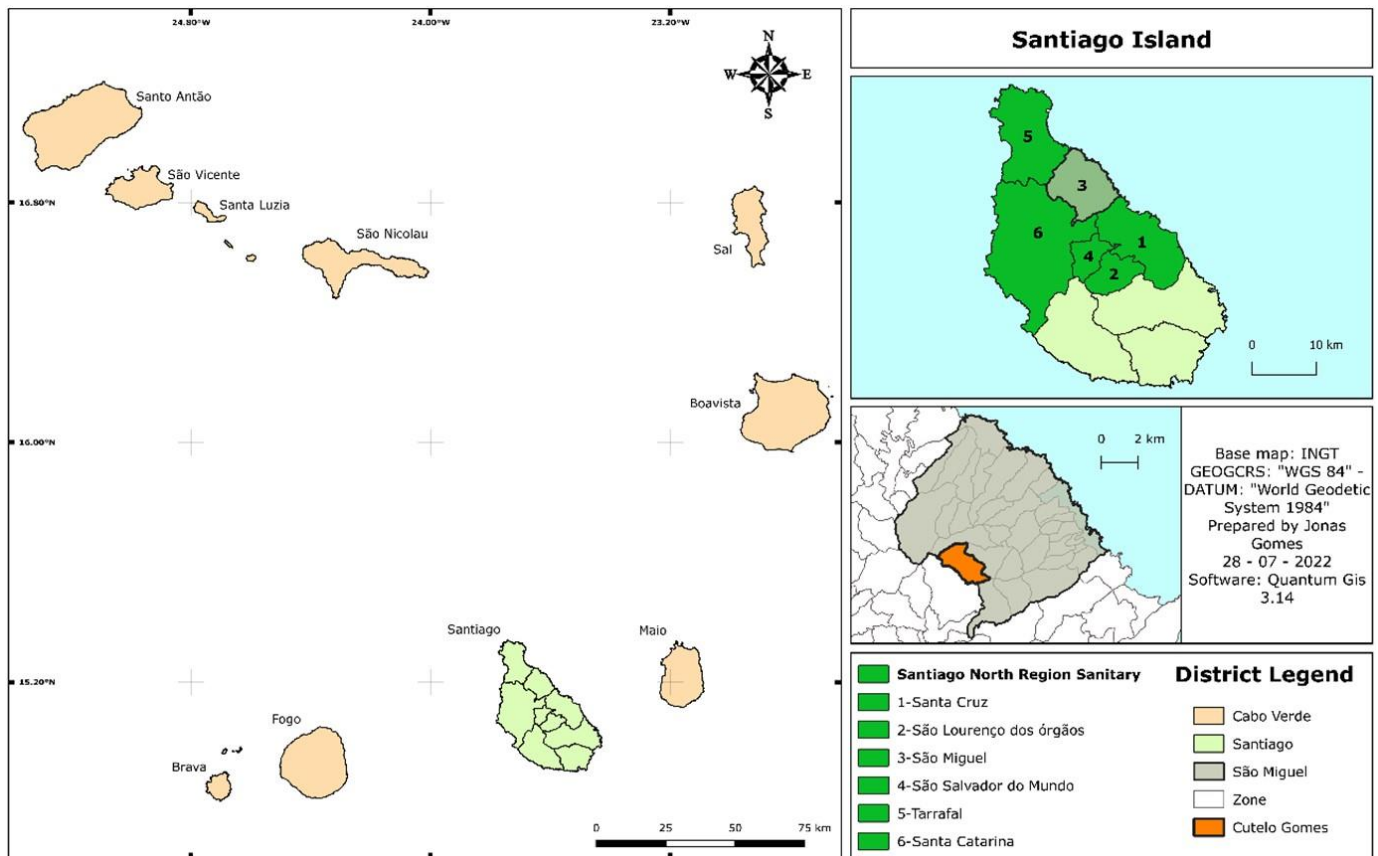 24.80°W
24.00°W
23.20°W
N
W
E
S
Santo Antão
São Vicente
Santa Luzia
16.80°N
São Nicolau
Sal
Boavista
16.00°N
Santiago
Maio
15.20°N
Fogo
Brava
0 25 50 75 km
Santiago Island
5
3
6
1
4
2
0 10 km
0 2 km
Base map: INGT
GEOGCRS: "WGS 84" -
DATUM: "World Geodetic
System 1984"
Prepared by Jonas
Gomes
28 - 07 - 2022
Software: Quantum Gis
3.14
Santiago North Region Sanitary
1-Santa Cruz
2-São Lourenço dos órgãos
3-São Miguel
4-São Salvador do Mundo
5-Tarrafal
6-Santa Catarina
District Legend
Cabo Verde
Santiago
São Miguel
Zone
Cutelo Gomes